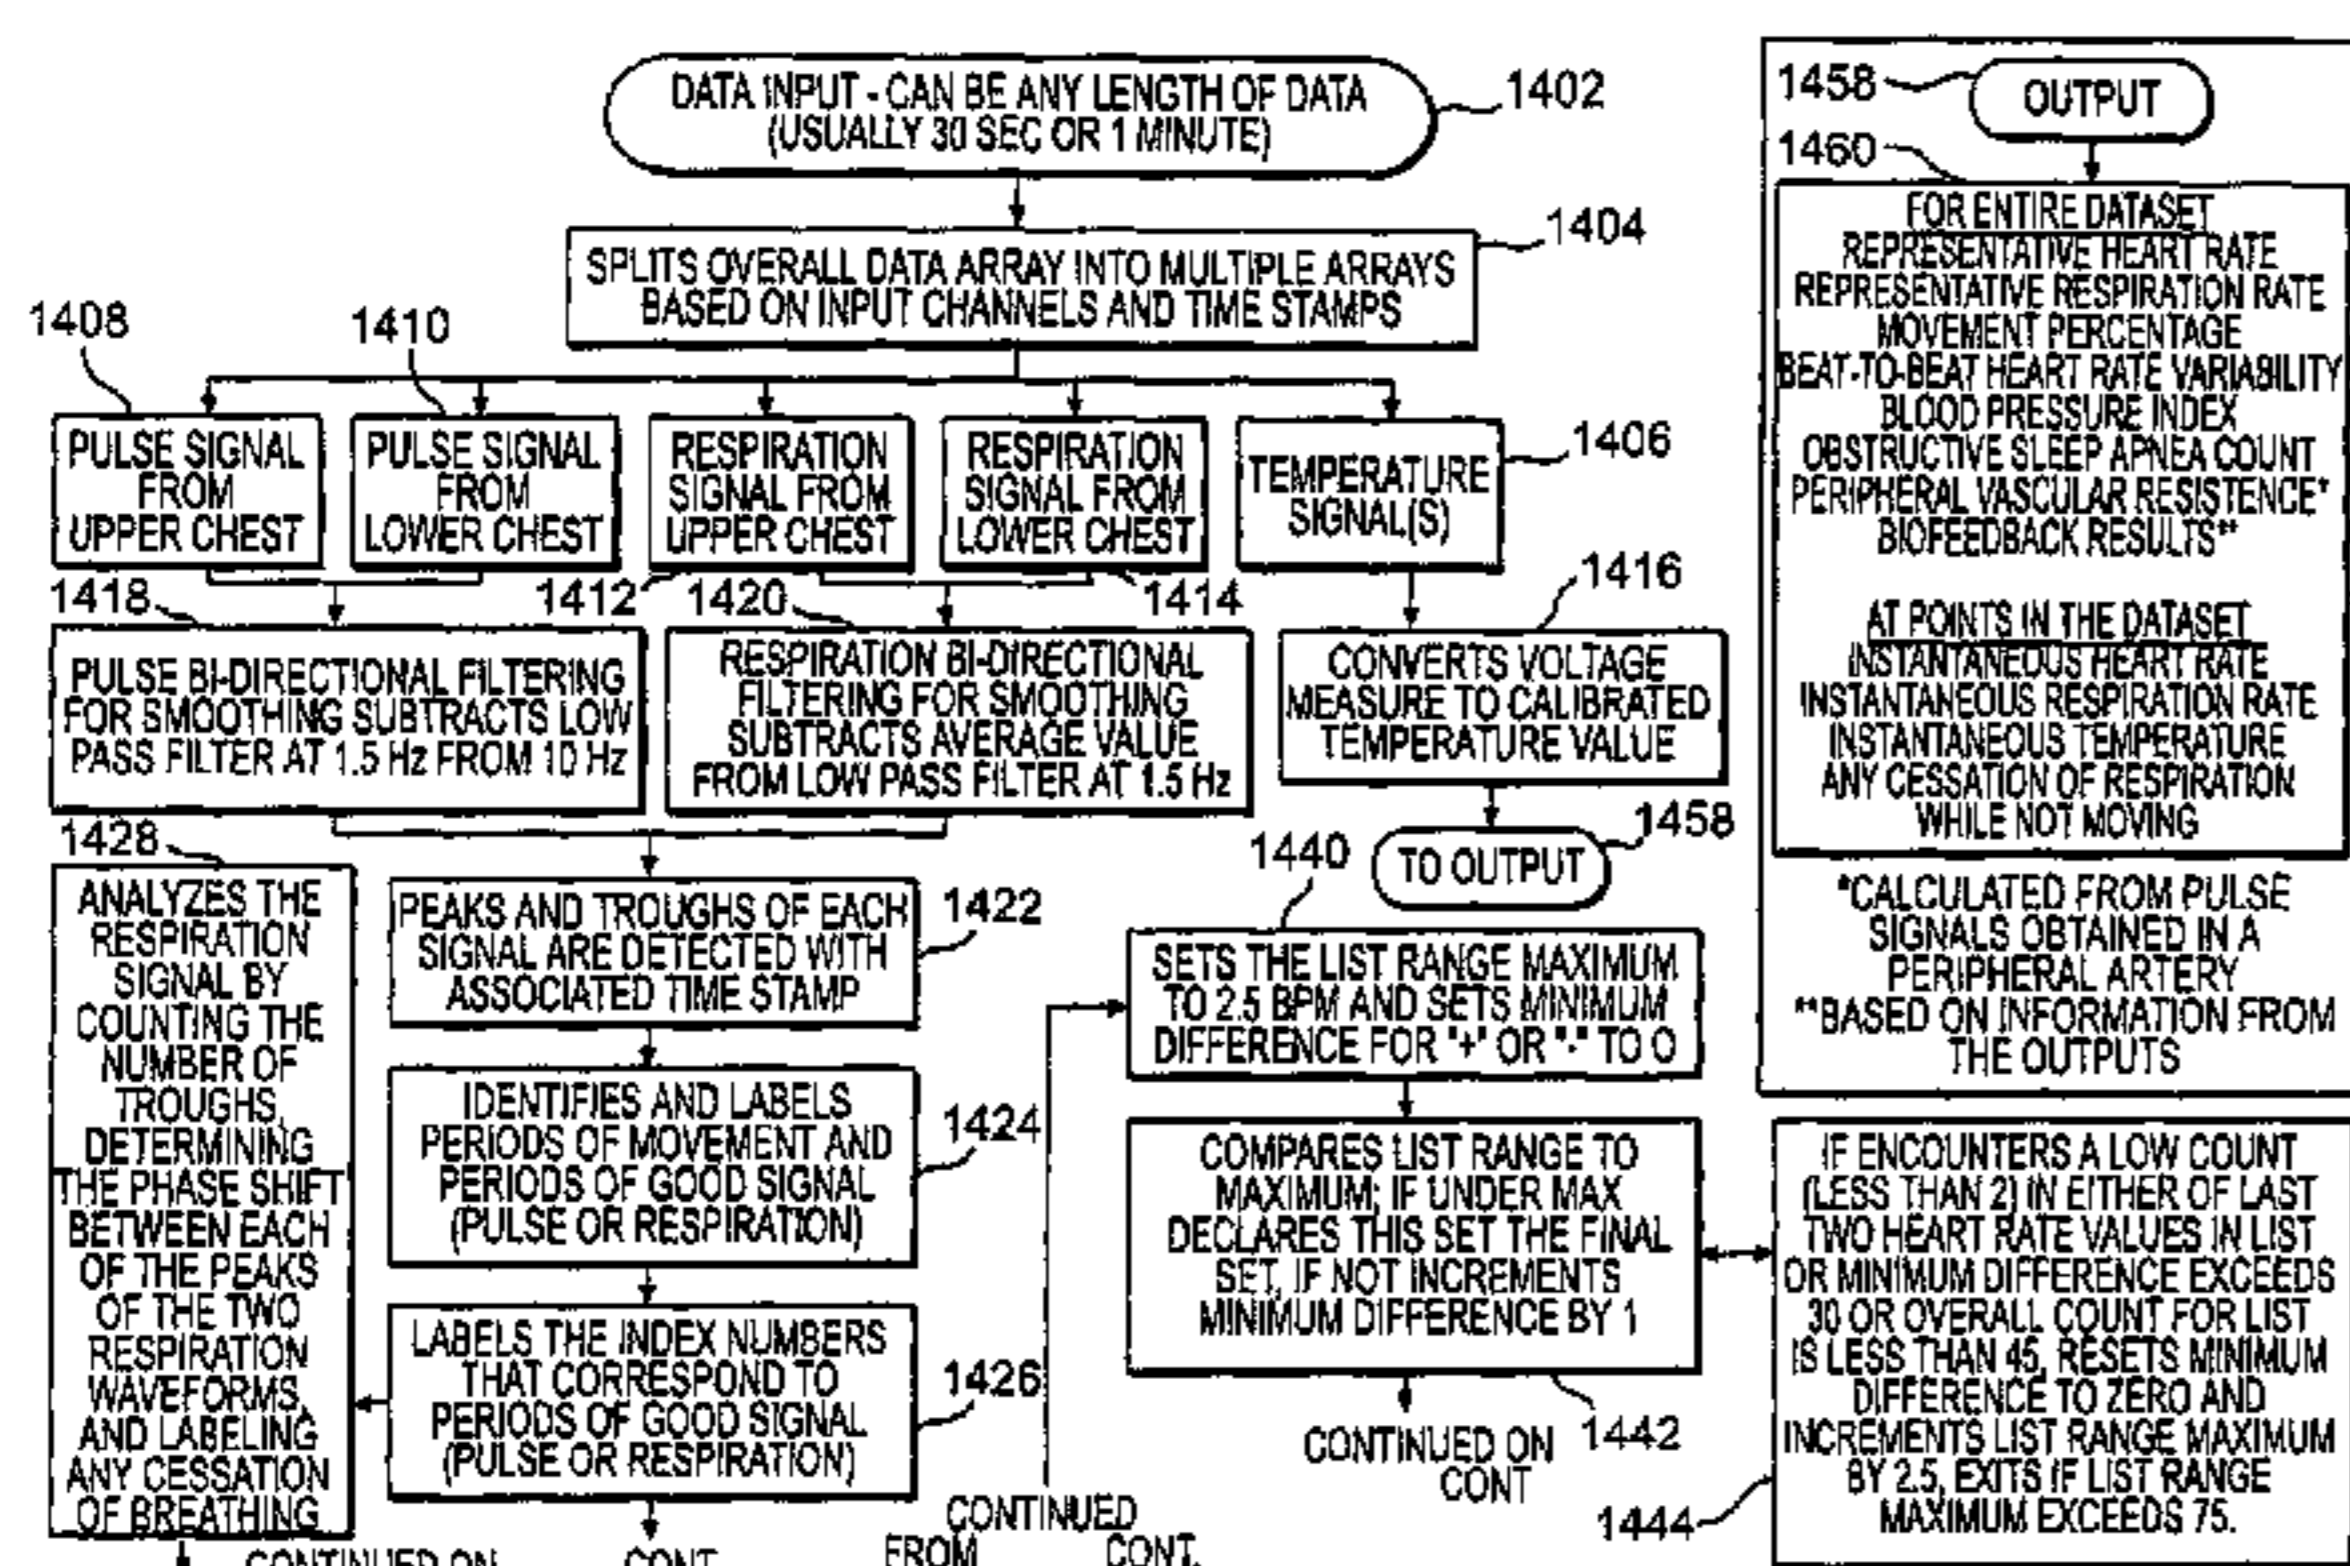 DATA INPUT - CAN BE ANY LENGTH OF DATA
(USUALLY 30 SEC OR 1 MINUTE)
1402
SPLITS OVERALL DATA ARRAY INTO MULTIPLE ARRAYS
BASED ON INPUT CHANNELS AND TIME STAMPS
1404
1408
PULSE SIGNAL
FROM
UPPER CHEST
1410
PULSE SIGNAL
FROM
LOWER CHEST
RESPIRATION
SIGNAL FROM
UPPER CHEST
1412
RESPIRATION
SIGNAL FROM
LOWER CHEST
1414
TEMPERATURE
SIGNAL(S)
1406
1418
PULSE BI-DIRECTIONAL FILTERING
FOR SMOOTHING SUBTRACTS LOW
PASS FILTER AT 1.5 Hz FROM 10 Hz
1420
RESPIRATION BI-DIRECTIONAL
FILTERING FOR SMOOTHING
SUBTRACTS AVERAGE VALUE
FROM LOW PASS FILTER AT 1.5 Hz
1416
CONVERTS VOLTAGE
MEASURE TO CALIBRATED
TEMPERATURE VALUE
1458
TO OUTPUT
1428
ANALYZES THE
RESPIRATION
SIGNAL BY
COUNTING THE
NUMBER OF
TROUGHS,
DETERMINING
THE PHASE SHIFT
BETWEEN EACH
OF THE PEAKS
OF THE TWO
RESPIRATION
WAVEFORMS,
AND LABELING
ANY CESSATION
OF BREATHING
CONTINUED ON
PEAKS AND TROUGHS OF EACH
SIGNAL ARE DETECTED WITH
ASSOCIATED TIME STAMP
1422
IDENTIFIES AND LABELS
PERIODS OF MOVEMENT AND
PERIODS OF GOOD SIGNAL
(PULSE OR RESPIRATION)
1424
LABELS THE INDEX NUMBERS
THAT CORRESPOND TO
PERIODS OF GOOD SIGNAL
(PULSE OR RESPIRATION)
1426
CONT
CONTINUED
FROM CONT.
1440
SETS THE LIST RANGE MAXIMUM
TO 2.5 BPM AND SETS MINIMUM
DIFFERENCE FOR "+" OR "-" TO O
COMPARES LIST RANGE TO
MAXIMUM; IF UNDER MAX
DECLARES THIS SET THE FINAL
SET, IF NOT INCREMENTS
MINIMUM DIFFERENCE BY 1
1442
CONTINUED ON
CONT
1458
OUTPUT
1460
FOR ENTIRE DATASET
REPRESENTATIVE HEART RATE
REPRESENTATIVE RESPIRATION RATE
MOVEMENT PERCENTAGE
BEAT-TO-BEAT HEART RATE VARIABILITY
BLOOD PRESSURE INDEX
OBSTRUCTIVE SLEEP APNEA COUNT
PERIPHERAL VASCULAR RESISTENCE*
BIOFEEDBACK RESULTS**
AT POINTS IN THE DATASET
INSTANTANEOUS HEART RATE
INSTANTANEOUS RESPIRATION RATE
INSTANTANEOUS TEMPERATURE
ANY CESSATION OF RESPIRATION
WHILE NOT MOVING
*CALCULATED FROM PULSE
SIGNALS OBTAINED IN A
PERIPHERAL ARTERY
**BASED ON INFORMATION FROM
THE OUTPUTS
IF ENCOUNTERS A LOW COUNT
(LESS THAN 2) IN EITHER OF LAST
TWO HEART RATE VALUES IN LIST
OR MINIMUM DIFFERENCE EXCEEDS
30 OR OVERALL COUNT FOR LIST
IS LESS THAN 45, RESETS MINIMUM
DIFFERENCE TO ZERO AND
INCREMENTS LIST RANGE MAXIMUM
BY 2.5, EXITS IF LIST RANGE
MAXIMUM EXCEEDS 75.
1444